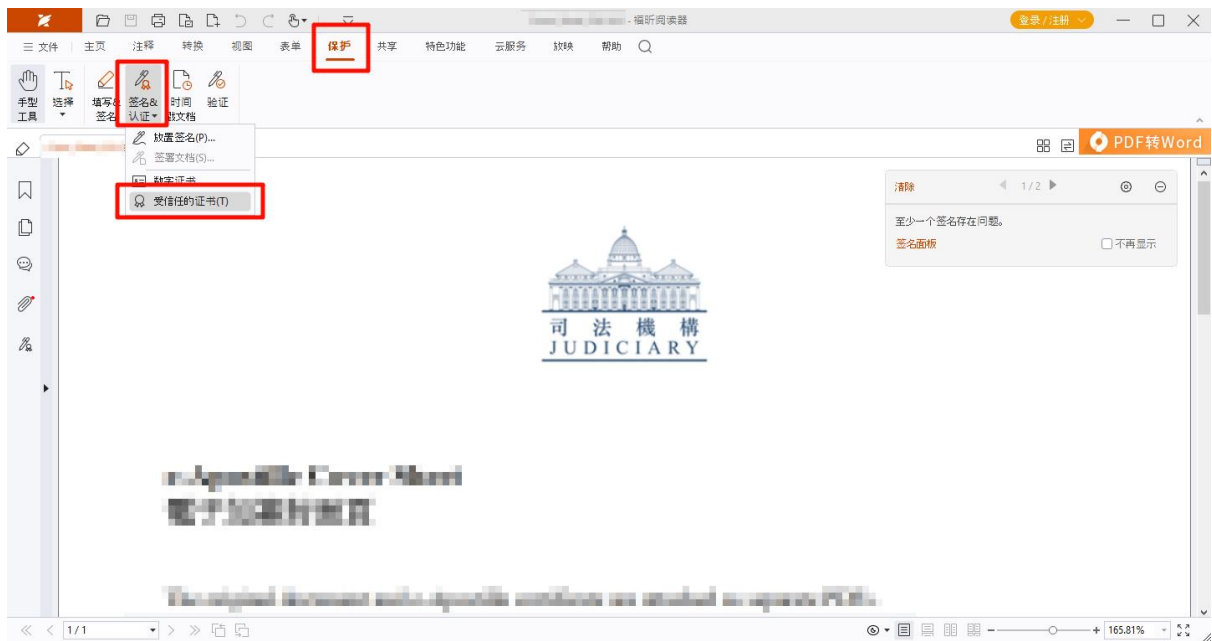 - 福昕阅读器
登录 / 注册
三 文件 主页 注释 转换 视图 表单 保护 共享 特色功能 云服务 放映 帮助
手型工具
选择
填写&签名
签名&认证
时间戳文档
验证
放置签名(P)...
签署文档(S)...
数字证书
受信任的证书(T)
PDF转Word
清除 1 / 2
至少一个签名存在问题。
签名面板 不再显示
司法機構
JUDICIARY
1/1
165.81%